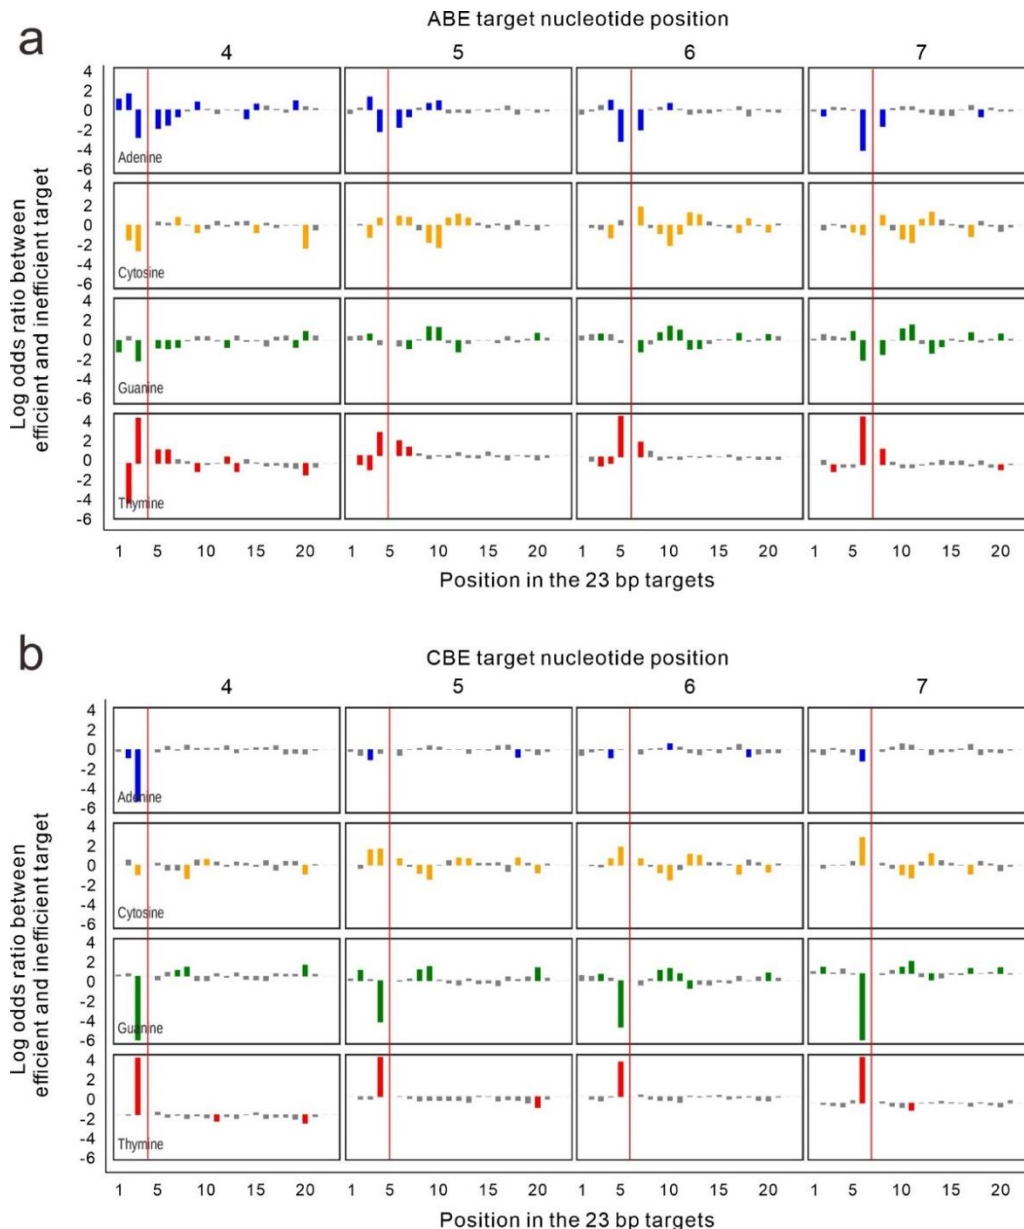 a
ABE target nucleotide position
4 5 6 7
Log odds ratio between
efficient and inefficient target
4
2
0
-2
-4
-6
Adenine
4
2
0
-2
-4
-6
Cytosine
4
2
0
-2
-4
-6
Guanine
4
2
0
-2
-4
-6
Thymine
1 5 10 15 20 1 5 10 15 20 1 5 10 15 20 1 5 10 15 20
Position in the 23 bp targets
b
CBE target nucleotide position
4 5 6 7
Log odds ratio between
efficient and inefficient target
4
2
0
-2
-4
-6
Adenine
4
2
0
-2
-4
-6
Cytosine
4
2
0
-2
-4
-6
Guanine
4
2
0
-2
-4
-6
Thymine
1 5 10 15 20 1 5 10 15 20 1 5 10 15 20 1 5 10 15 20
Position in the 23 bp targets